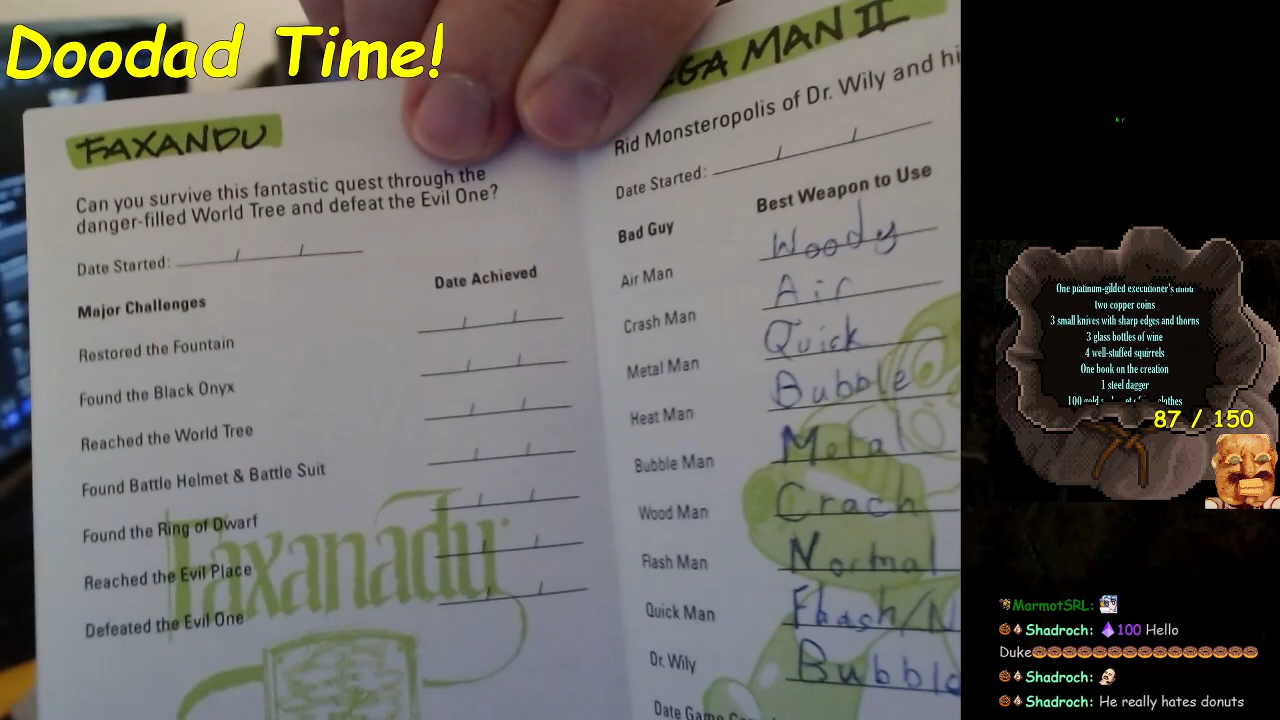 Doodad Time!
FAXANDU
Can you survive this fantastic quest through the
danger-filled World Tree and defeat the Evil One?
Date Started: / /
Major Challenges Date Achieved
Restored the Fountain / /
Found the Black Onyx / /
Reached the World Tree / /
Found Battle Helmet & Battle Suit / /
Found the Ring of Dwarf / /
Reached the Evil Place / /
Defeated the Evil One / /
Faxanadu
GA MAN II
Rid Monsteropolis of Dr. Wily and hi
Date Started: / /
Bad Guy Best Weapon to Use
Air Man Woody
Crash Man Air
Metal Man Quick
Heat Man Bubble
Bubble Man Metal
Wood Man Crach
Flash Man Normal
Quick Man Flash/N
Dr. Wily Bubble
Date Game
One platinum-gilded executioner's
two copper coins
3 small knives with sharp edges and thorns
3 glass bottles of wine
4 well-stuffed squirrels
One book on the creation
1 steel dagger
100 gold clothes
87 / 150
MarmotSRL:
Shadroch: 100 Hello
Duke
Shadroch:
Shadroch: He really hates donuts